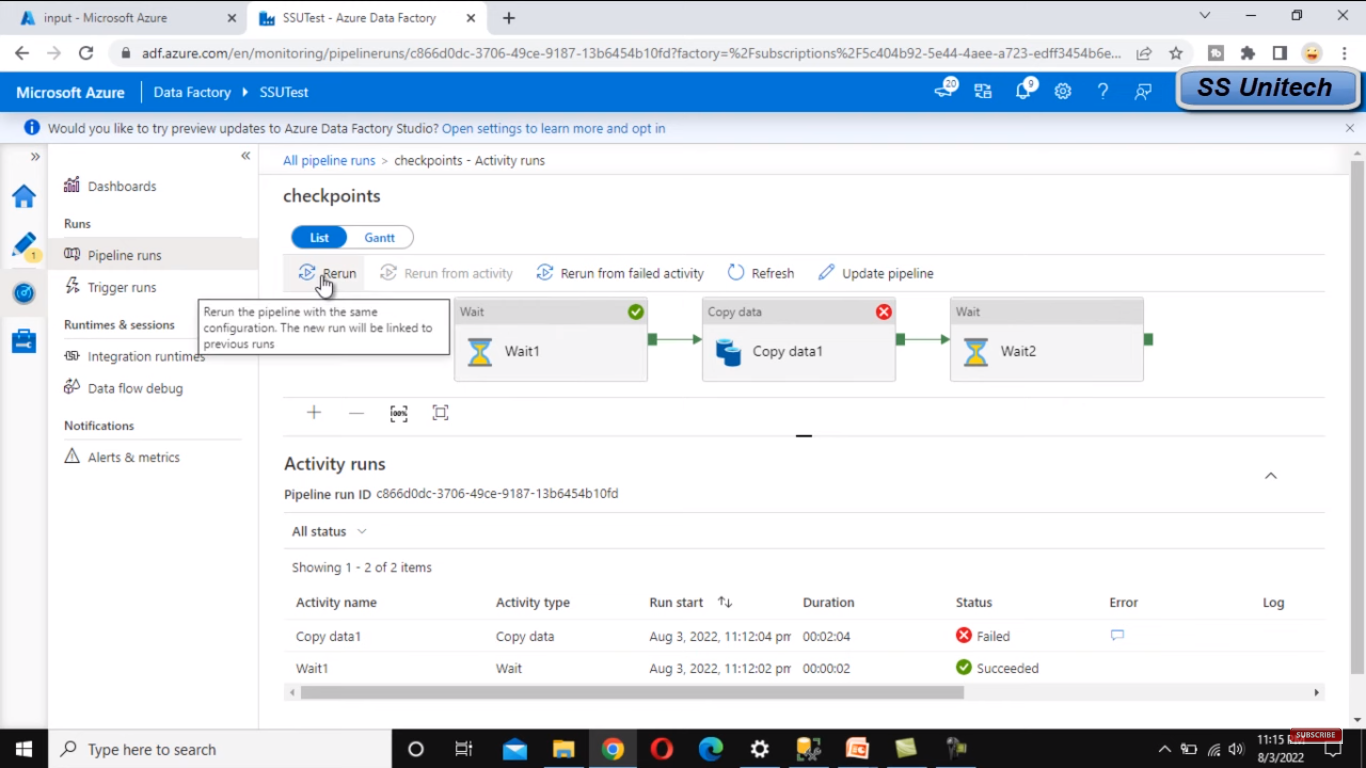 input - Microsoft Azure
SSUTest - Azure Data Factory
adf.azure.com/en/monitoring/pipelineruns/c866d0dc-3706-49ce-9187-13b6454b10fd?factory=%2Fsubscriptions%2F5c404b92-5e44-4aee-a723-edff3454b6e...
Microsoft Azure
Data Factory
SSUTest
20
9
SS Unitech
Would you like to try preview updates to Azure Data Factory Studio? Open settings to learn more and opt in
All pipeline runs > checkpoints - Activity runs
checkpoints
List
Gantt
Rerun
Rerun from activity
Rerun from failed activity
Refresh
Update pipeline
Dashboards
Runs
Pipeline runs
Trigger runs
Runtimes & sessions
Integration runtimes
Data flow debug
Notifications
Alerts & metrics
1
Rerun the pipeline with the same
configuration. The new run will be linked to
previous runs
Wait
Wait1
Copy data
Copy data1
Wait
Wait2
100%
Activity runs
Pipeline run ID c866d0dc-3706-49ce-9187-13b6454b10fd
All status
Showing 1 - 2 of 2 items
Activity name Activity type Run start Duration Status Error Log
Copy data1 Copy data Aug 3, 2022, 11:12:04 pm 00:02:04 Failed
Wait1 Wait Aug 3, 2022, 11:12:02 pm 00:00:02 Succeeded
Type here to search
11:15
SUBSCRIBE
8/3/2022